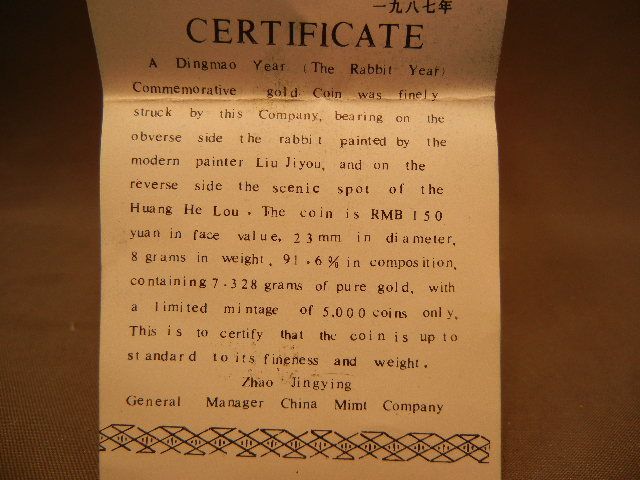 一九八七年
CERTIFICATE
A Dingmao Year (The Rabbit Year)
Commemorative gold Coin was finely
struck by this Company, bearing on the
obverse side the rabbit painted by the
modern painter Liu Jiyou, and on the
reverse side the scenic spot of the
Huang He Lou. The coin is RMB 150
yuan in face value, 23mm in diameter,
8 grams in weight, 91.6% in composition,
containing 7.328 grams of pure gold, with
a limited mintage of 5,000 coins only.
This is to certify that the coin is up to
standard to its fineness and weight.
Zhao Jingying
General Manager China Mimt Company